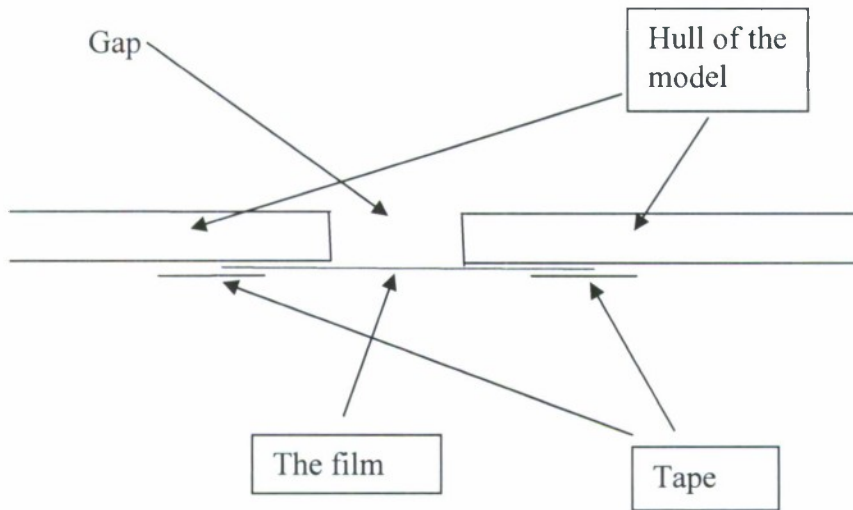 Gap
Hull of the
model
The film
Tape